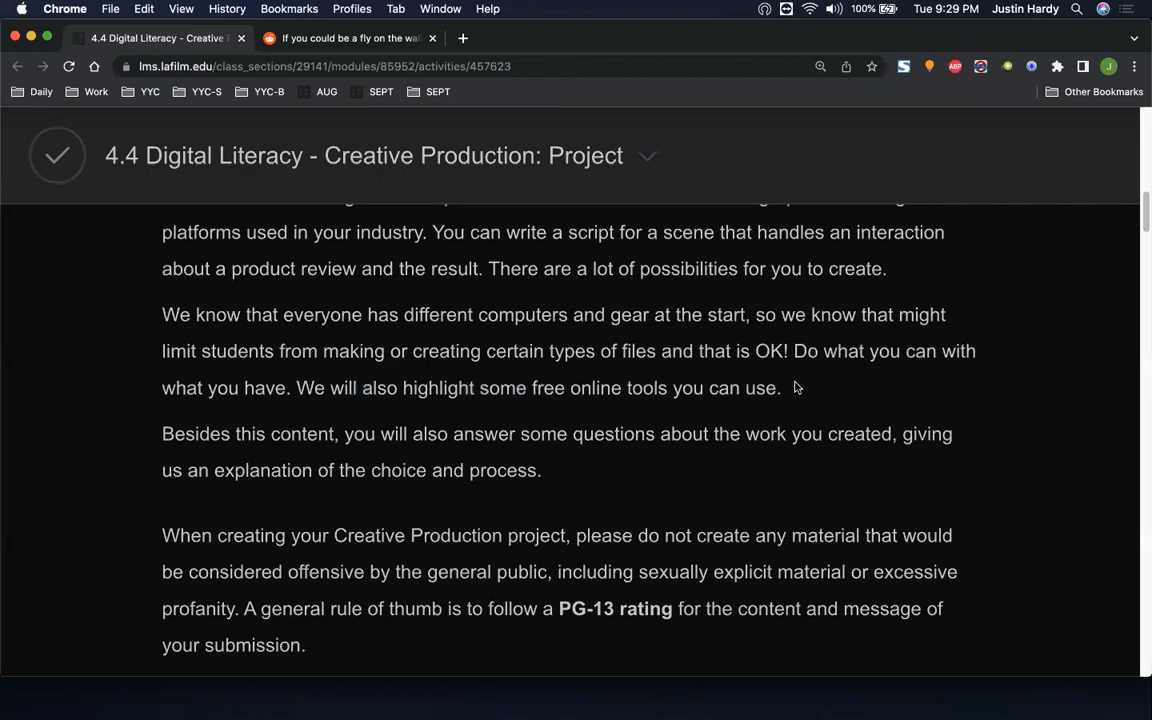 Chrome File Edit View History Bookmarks Profiles Tab Window Help 100% Tue 9:29 PM Justin Hardy
4.4 Digital Literacy - Creative If you could be a fly on the wal
lms.lafilm.edu/class_sections/29141/modules/85952/activities/457623 ABP J
Daily Work YYC YYC-S YYC-B AUG SEPT SEPT Other Bookmarks
4.4 Digital Literacy - Creative Production: Project
platforms used in your industry. You can write a script for a scene that handles an interaction
about a product review and the result. There are a lot of possibilities for you to create.
We know that everyone has different computers and gear at the start, so we know that might
limit students from making or creating certain types of files and that is OK! Do what you can with
what you have. We will also highlight some free online tools you can use.
Besides this content, you will also answer some questions about the work you created, giving
us an explanation of the choice and process.
When creating your Creative Production project, please do not create any material that would
be considered offensive by the general public, including sexually explicit material or excessive
profanity. A general rule of thumb is to follow a PG-13 rating for the content and message of
your submission.